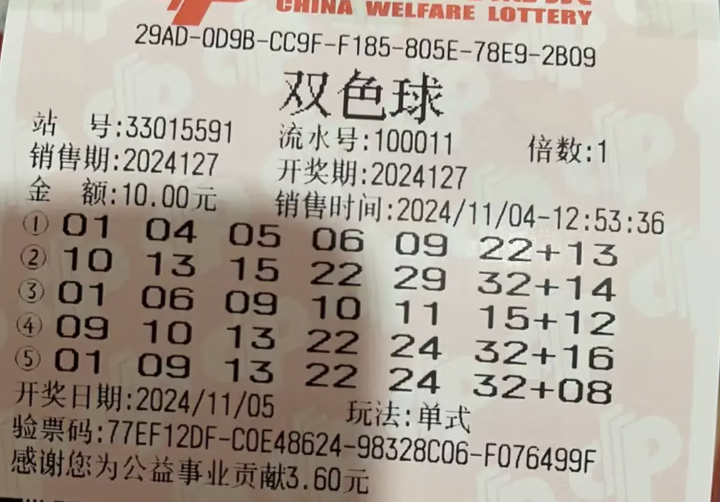 CHINA WELFARE LOTTERY
29AD-0D9B-CC9F-F185-805E-78E9-2B09
双色球
站 号:33015591 流水号:100011 倍数:1
销售期:2024127 开奖期:2024127
金 额:10.00元 销售时间:2024/11/04-12:53:36
① 01 04 05 06 09 22+13
② 10 13 15 22 29 32+14
③ 01 06 09 10 11 15+12
④ 09 10 13 22 24 32+16
⑤ 01 09 13 22 24 32+08
开奖日期:2024/11/05 玩法:单式
验票码:77EF12DF-C0E48624-98328C06-F076499F
感谢您为公益事业贡献3.60元